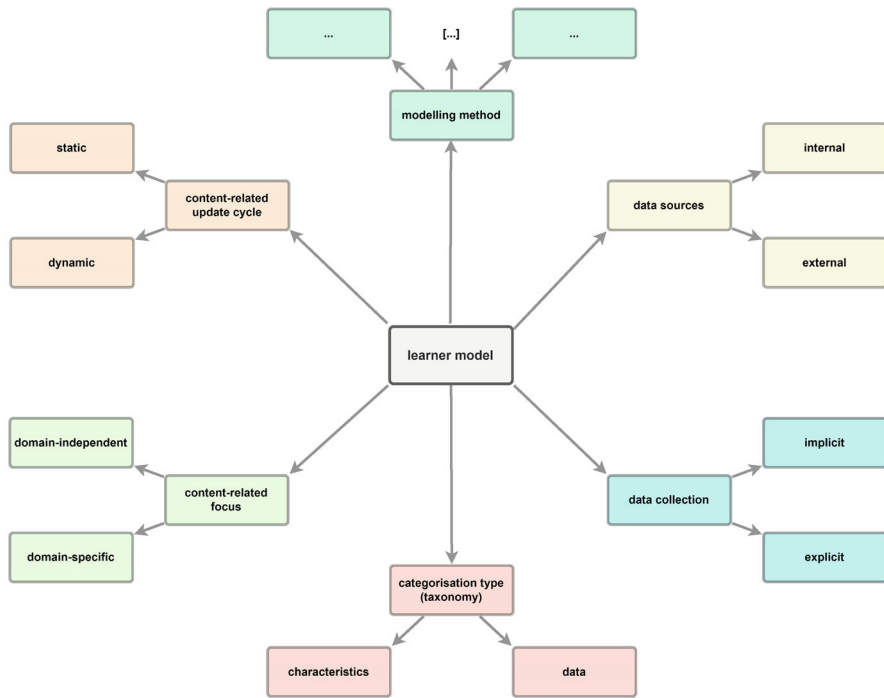 ...
[...]
...
modelling method
static
content-related
update cycle
dynamic
internal
data sources
external
learner model
domain-independent
content-related
focus
domain-specific
implicit
data collection
explicit
categorisation type
(taxonomy)
characteristics
data